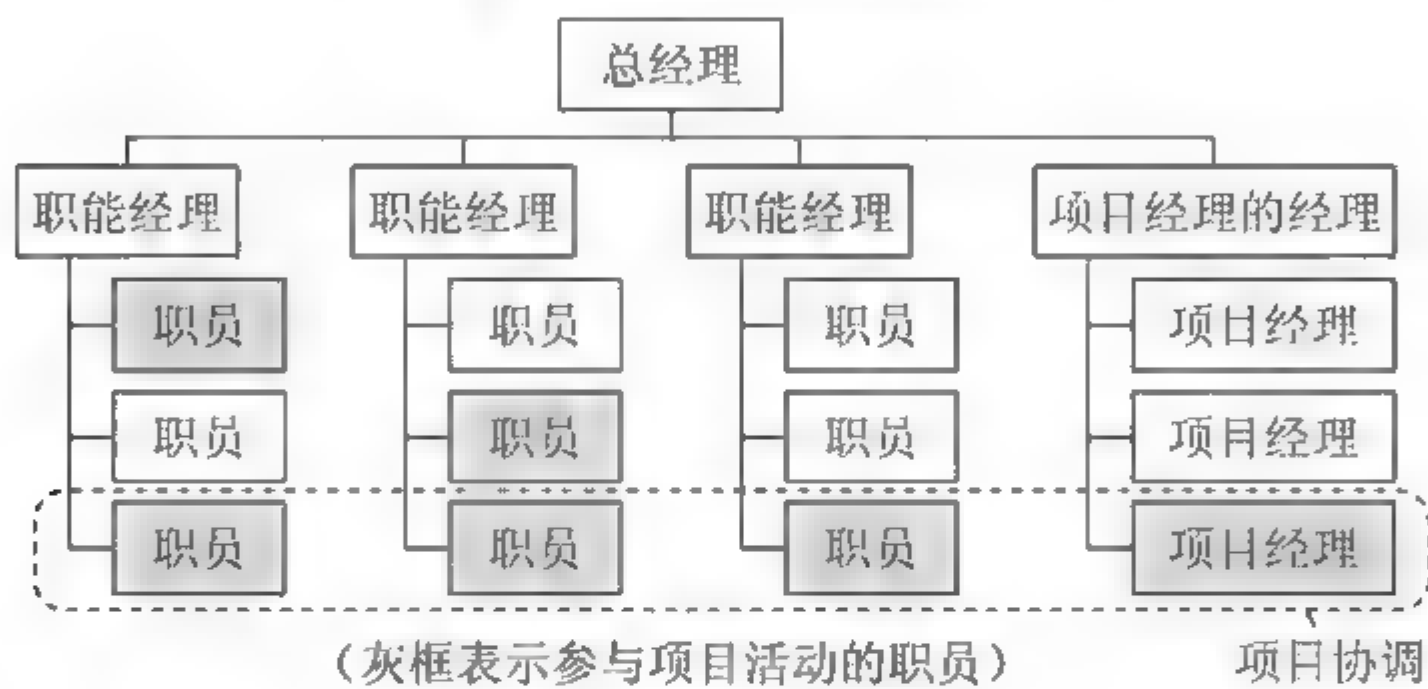 总经理
职能经理 职能经理 职能经理 项目经理的经理
职员 职员 职员 项目经理
职员 职员 职员 项目经理
职员 职员 职员 项目经理
（灰框表示参与项目活动的职员） 项目协调